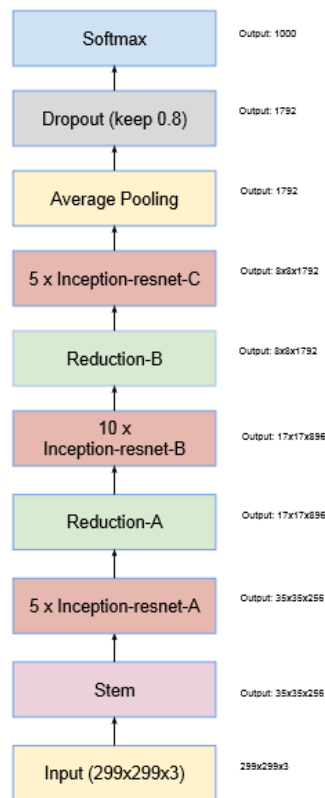 Softmax
Output: 1000
Dropout (keep 0.8)
Output: 1792
Average Pooling
Output: 1792
5 x Inception-resnet-C
Output: 8x8x1792
Reduction-B
Output: 8x8x1792
10 x
Inception-resnet-B
Output: 17x17x896
Reduction-A
Output: 17x17x896
5 x Inception-resnet-A
Output: 35x35x256
Stem
Output: 35x35x256
Input (299x299x3)
299x299x3